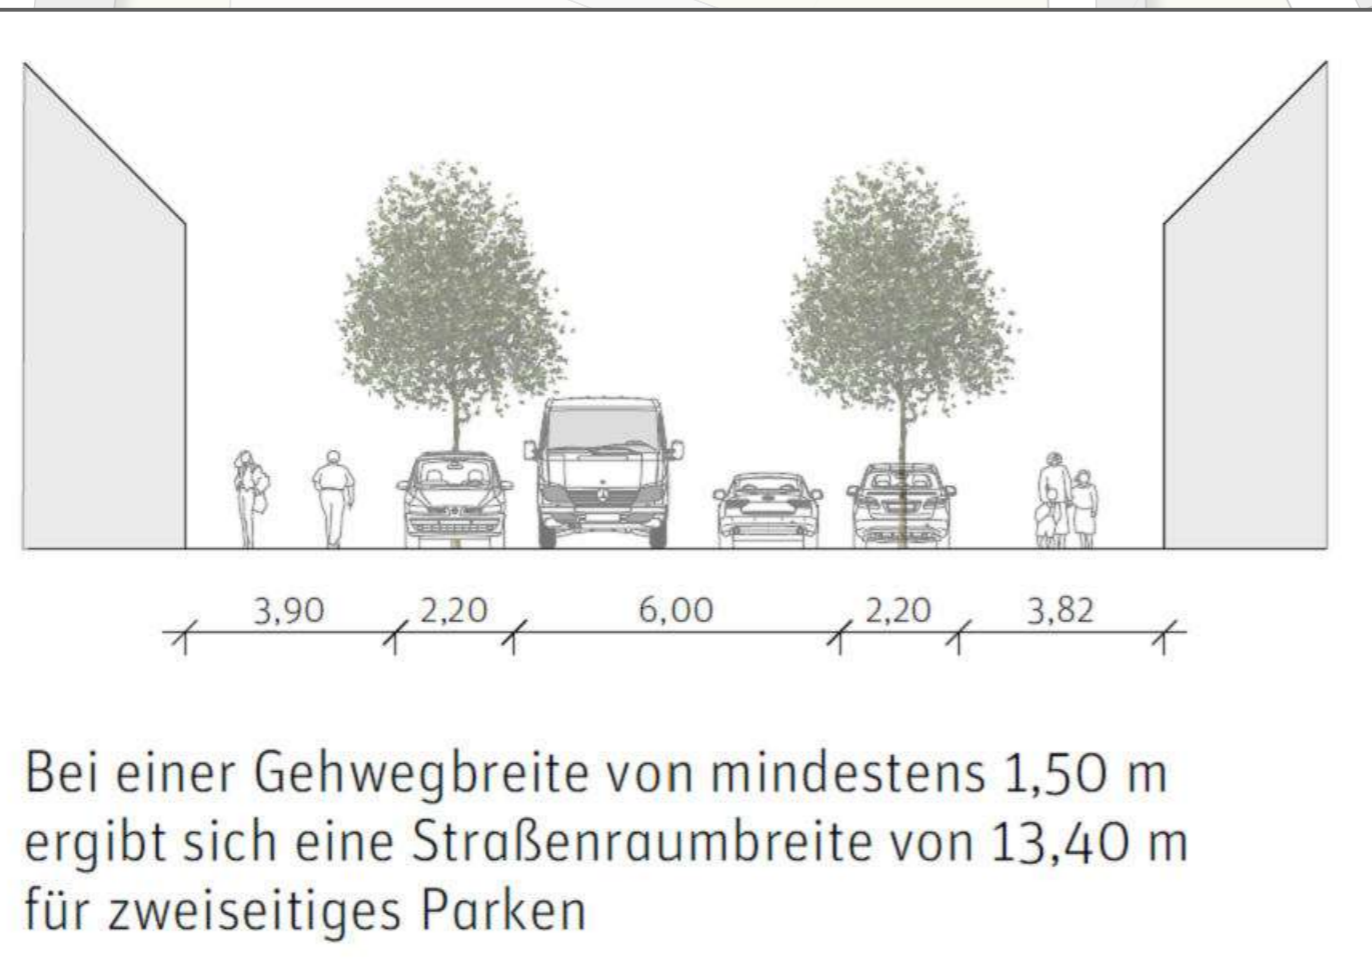 3,90 2,20 6,00 2,20 3,82
Bei einer Gehwegbreite von mindestens 1,50 m
ergibt sich eine Straßenraumbreite von 13,40 m
für zweiseitiges Parken